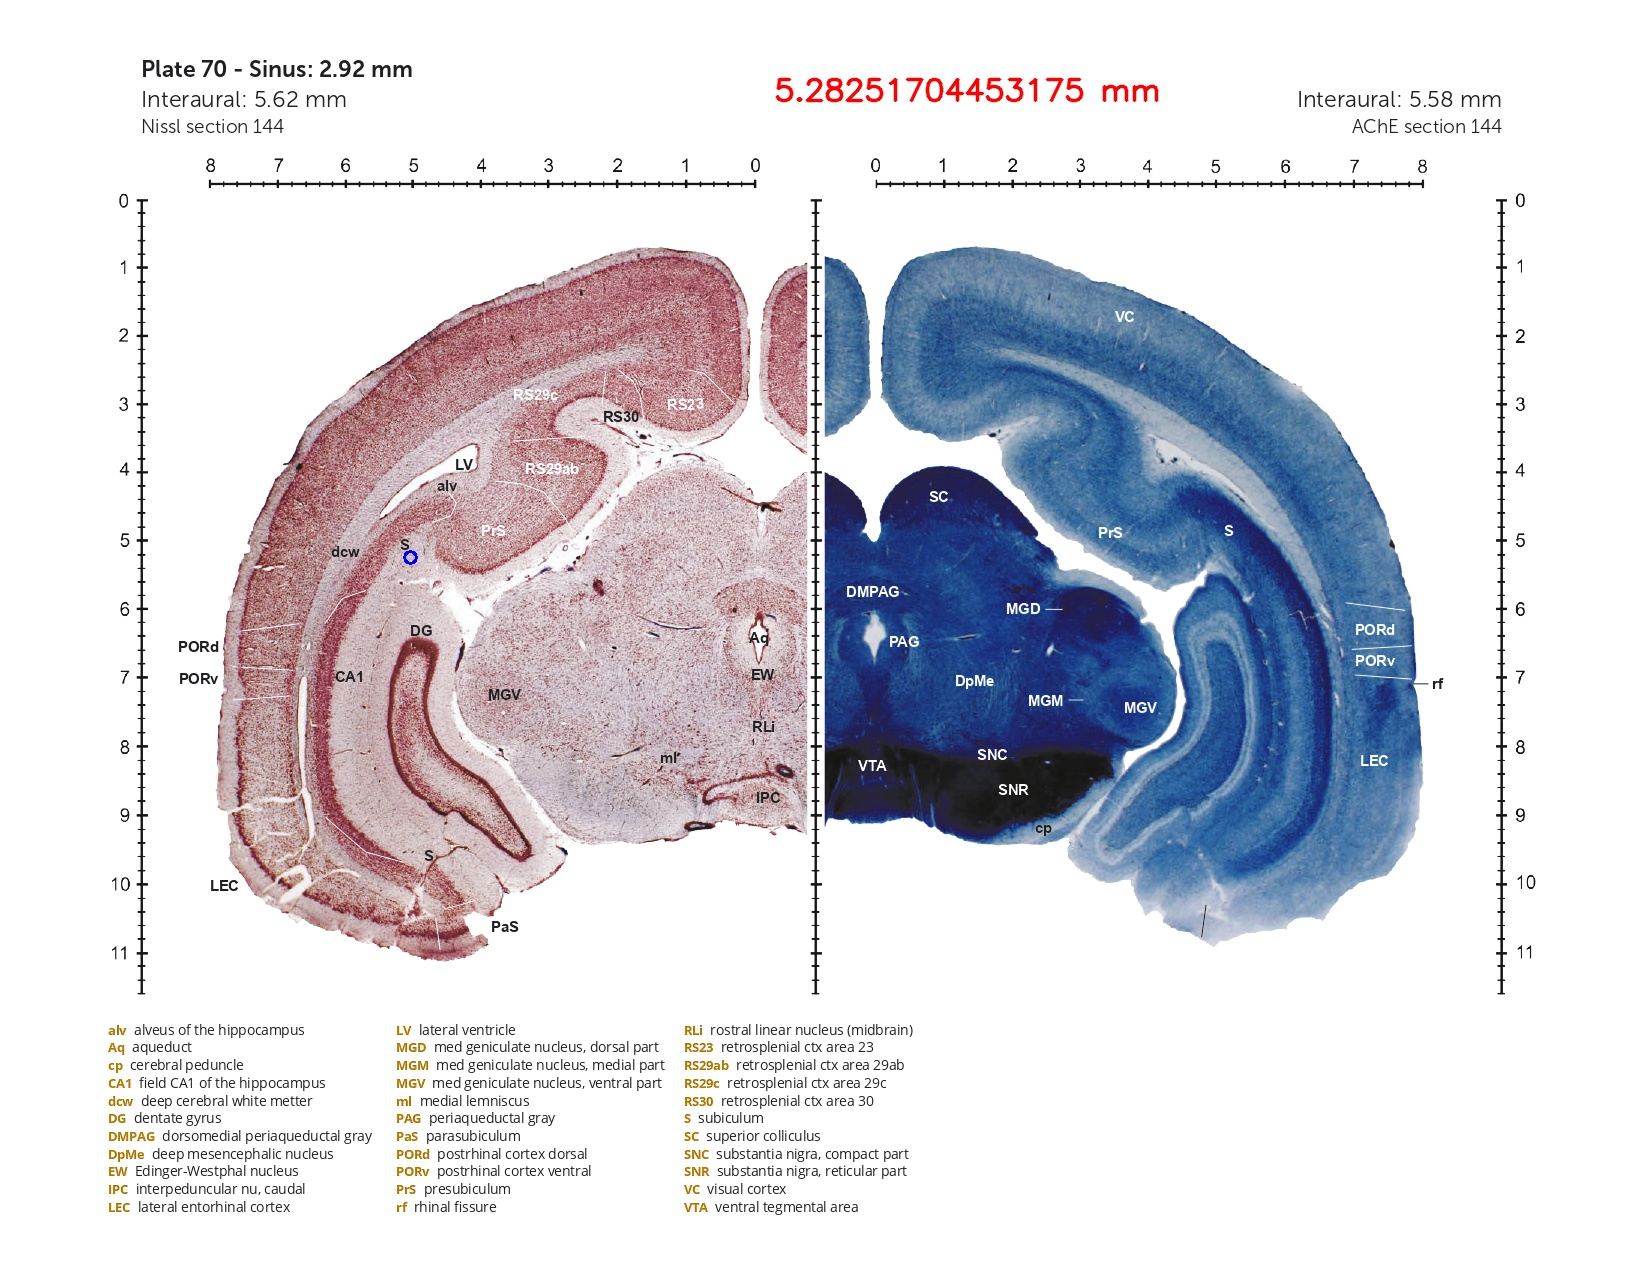 Plate 70 - Sinus: 2.92 mm
Interaural: 5.62 mm
Nissl section 144
5.28251704453175 mm
Interaural: 5.58 mm
AChE section 144
8 7 6 5 4 3 2 1 0
0 1 2 3 4 5 6 7 8
0 0
1 1
VC
2 2
RS29c
3 RS30 RS23 3
LV RS29ab
4 4
alv SC
PrS PrS S
5 S 5
dcw
DMPAG
6 MGD 6
DG PORd
PORd Aq PAG
PORv
7 PORv CA1 EW DpMe 7
rf
MGV MGM MGV
RLi
8 ml SNC 8
VTA LEC
IPC SNR
9 9
cp
S
10 LEC 10
PaS
11 11
alv alveus of the hippocampus
Aq aqueduct
cp cerebral peduncle
CA1 field CA1 of the hippocampus
dcw deep cerebral white metter
DG dentate gyrus
DMPAG dorsomedial periaqueductal gray
DpMe deep mesencephalic nucleus
EW Edinger-Westphal nucleus
IPC interpeduncular nu, caudal
LEC lateral entorhinal cortex
LV lateral ventricle
MGD med geniculate nucleus, dorsal part
MGM med geniculate nucleus, medial part
MGV med geniculate nucleus, ventral part
ml medial lemniscus
PAG periaqueductal gray
PaS parasubiculum
PORd postrhinal cortex dorsal
PORv postrhinal cortex ventral
PrS presubiculum
rf rhinal fissure
RLi rostral linear nucleus (midbrain)
RS23 retrosplenial ctx area 23
RS29ab retrosplenial ctx area 29ab
RS29c retrosplenial ctx area 29c
RS30 retrosplenial ctx area 30
S subiculum
SC superior colliculus
SNC substantia nigra, compact part
SNR substantia nigra, reticular part
VC visual cortex
VTA ventral tegmental area